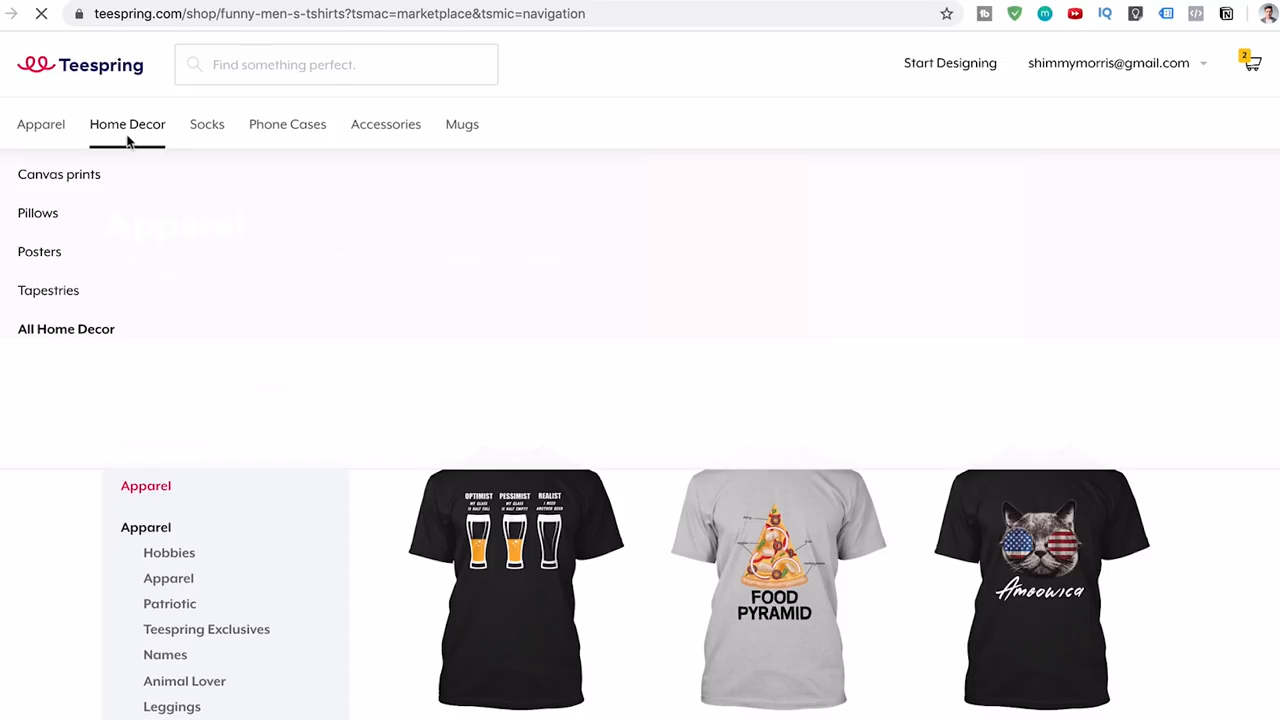 teespring.com/shop/funny-men-s-tshirts?tsmac=marketplace&tsmic=navigation
Teespring
Find something perfect.
Start Designing
shimmymorris@gmail.com
2
Apparel
Home Decor
Socks
Phone Cases
Accessories
Mugs
Canvas prints
Pillows
Posters
Tapestries
All Home Decor
Apparel
Apparel
Apparel
Hobbies
Apparel
Patriotic
Teespring Exclusives
Names
Animal Lover
Leggings
OPTIMIST
MY GLASS
IS HALF FULL
PESSIMIST
MY GLASS
IS HALF EMPTY
REALIST
I NEED
ANOTHER BEER
FOOD
PYRAMID
Ameowica